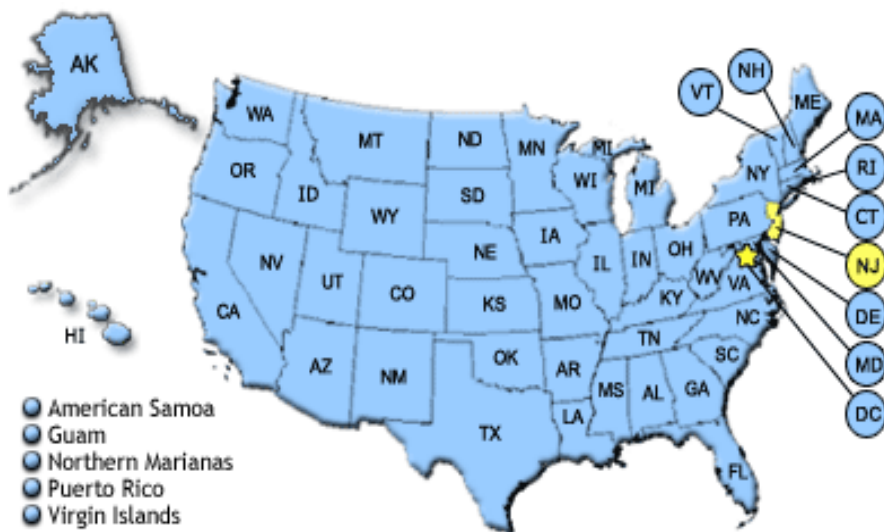 AK
WA
MT
ND
MN
MI
NH
VT
ME
MA
OR
ID
SD
WI
MI
NY
RI
WY
CT
PA
IA
NE
NV
UT
IL
IN
OH
NJ
CA
CO
WV
VA
KS
MO
KY
DE
HI
NC
TN
OK
AZ
NM
AR
SC
MD
MS
AL
GA
DC
LA
TX
FL
American Samoa
Guam
Northern Marianas
Puerto Rico
Virgin Islands